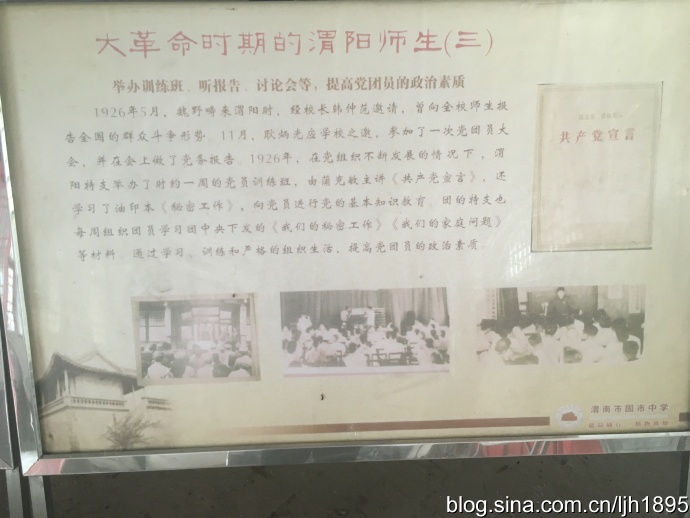 大革命时期的渭阳师生(三)
举办训练班、听报告、讨论会等，提高党团员的政治素质
1926年5月，魏野畴来渭阳时，经校长韩仲范邀请，曾向全校师生报
告全国的群众斗争形势。11月，耿炳光应学校之邀，参加了一次党团员大
会，并在会上做了党务报告。1926年，在党组织不断发展的情况下，渭
阳特支举办了对约一周的党员训练班，由蔺克敏主讲《共产党宣言》，还
学习了油印本《秘密工作》，向党员进行党的基本知识教育。团的特支也
每周组织团员学习团中央下发的《我们的秘密工作》《我们的家庭问题》
等材料。通过学习、训练和严格的组织生活，提高党团员的政治素质。
共产党宣言
渭南市固市中学
blog.sina.com.cn/ljh1895